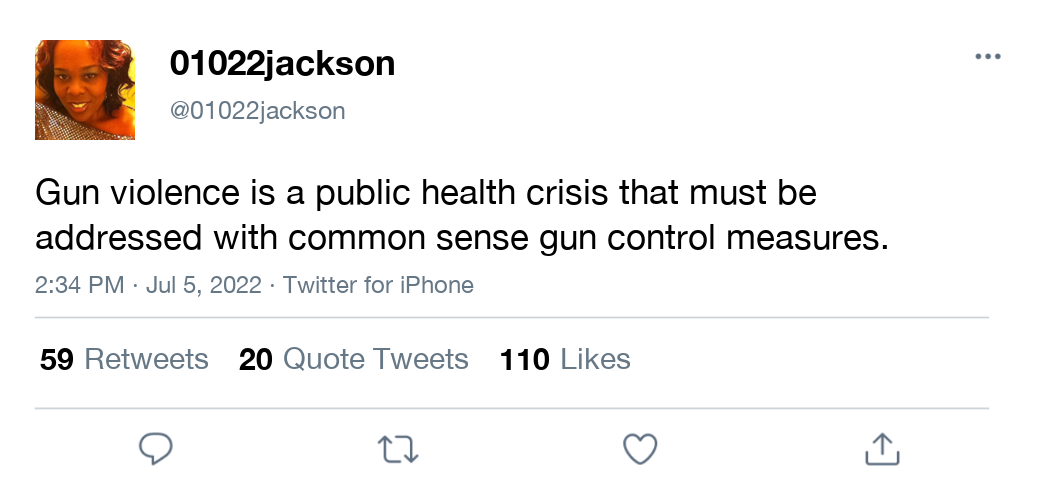 01022jackson
@01022jackson
Gun violence is a public health crisis that must be
addressed with common sense gun control measures.
2:34 PM · Jul 5, 2022 · Twitter for iPhone
59 Retweets 20 Quote Tweets 110 Likes